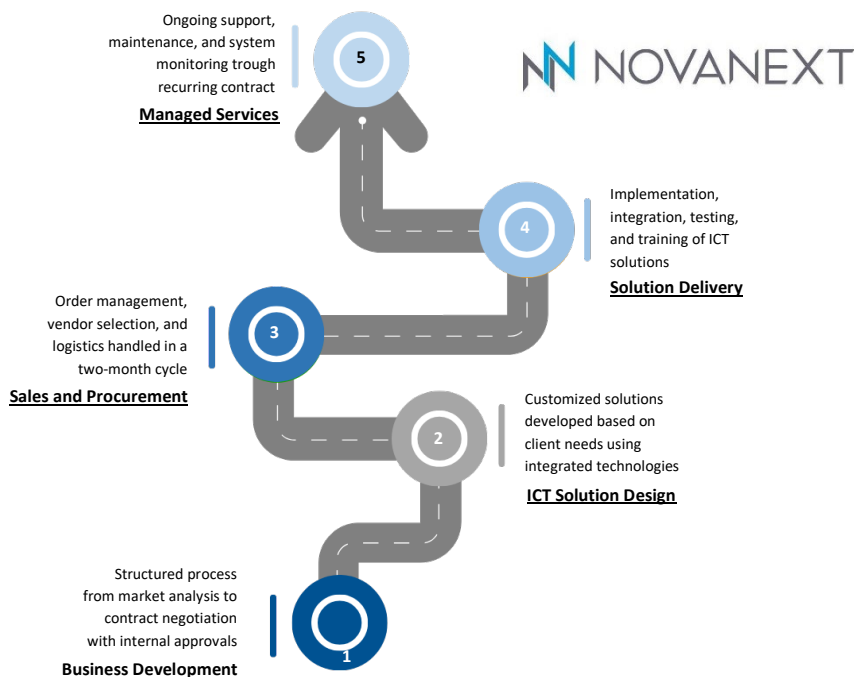 Ongoing support,
maintenance, and system
monitoring trough
recurring contract
Managed Services
5
NOVANEXT
4
Implementation,
integration, testing,
and training of ICT
solutions
Solution Delivery
Order management,
vendor selection, and
logistics handled in a
two-month cycle
Sales and Procurement
3
2
Customized solutions
developed based on
client needs using
integrated technologies
ICT Solution Design
Structured process
from market analysis to
contract negotiation
with internal approvals
Business Development
1